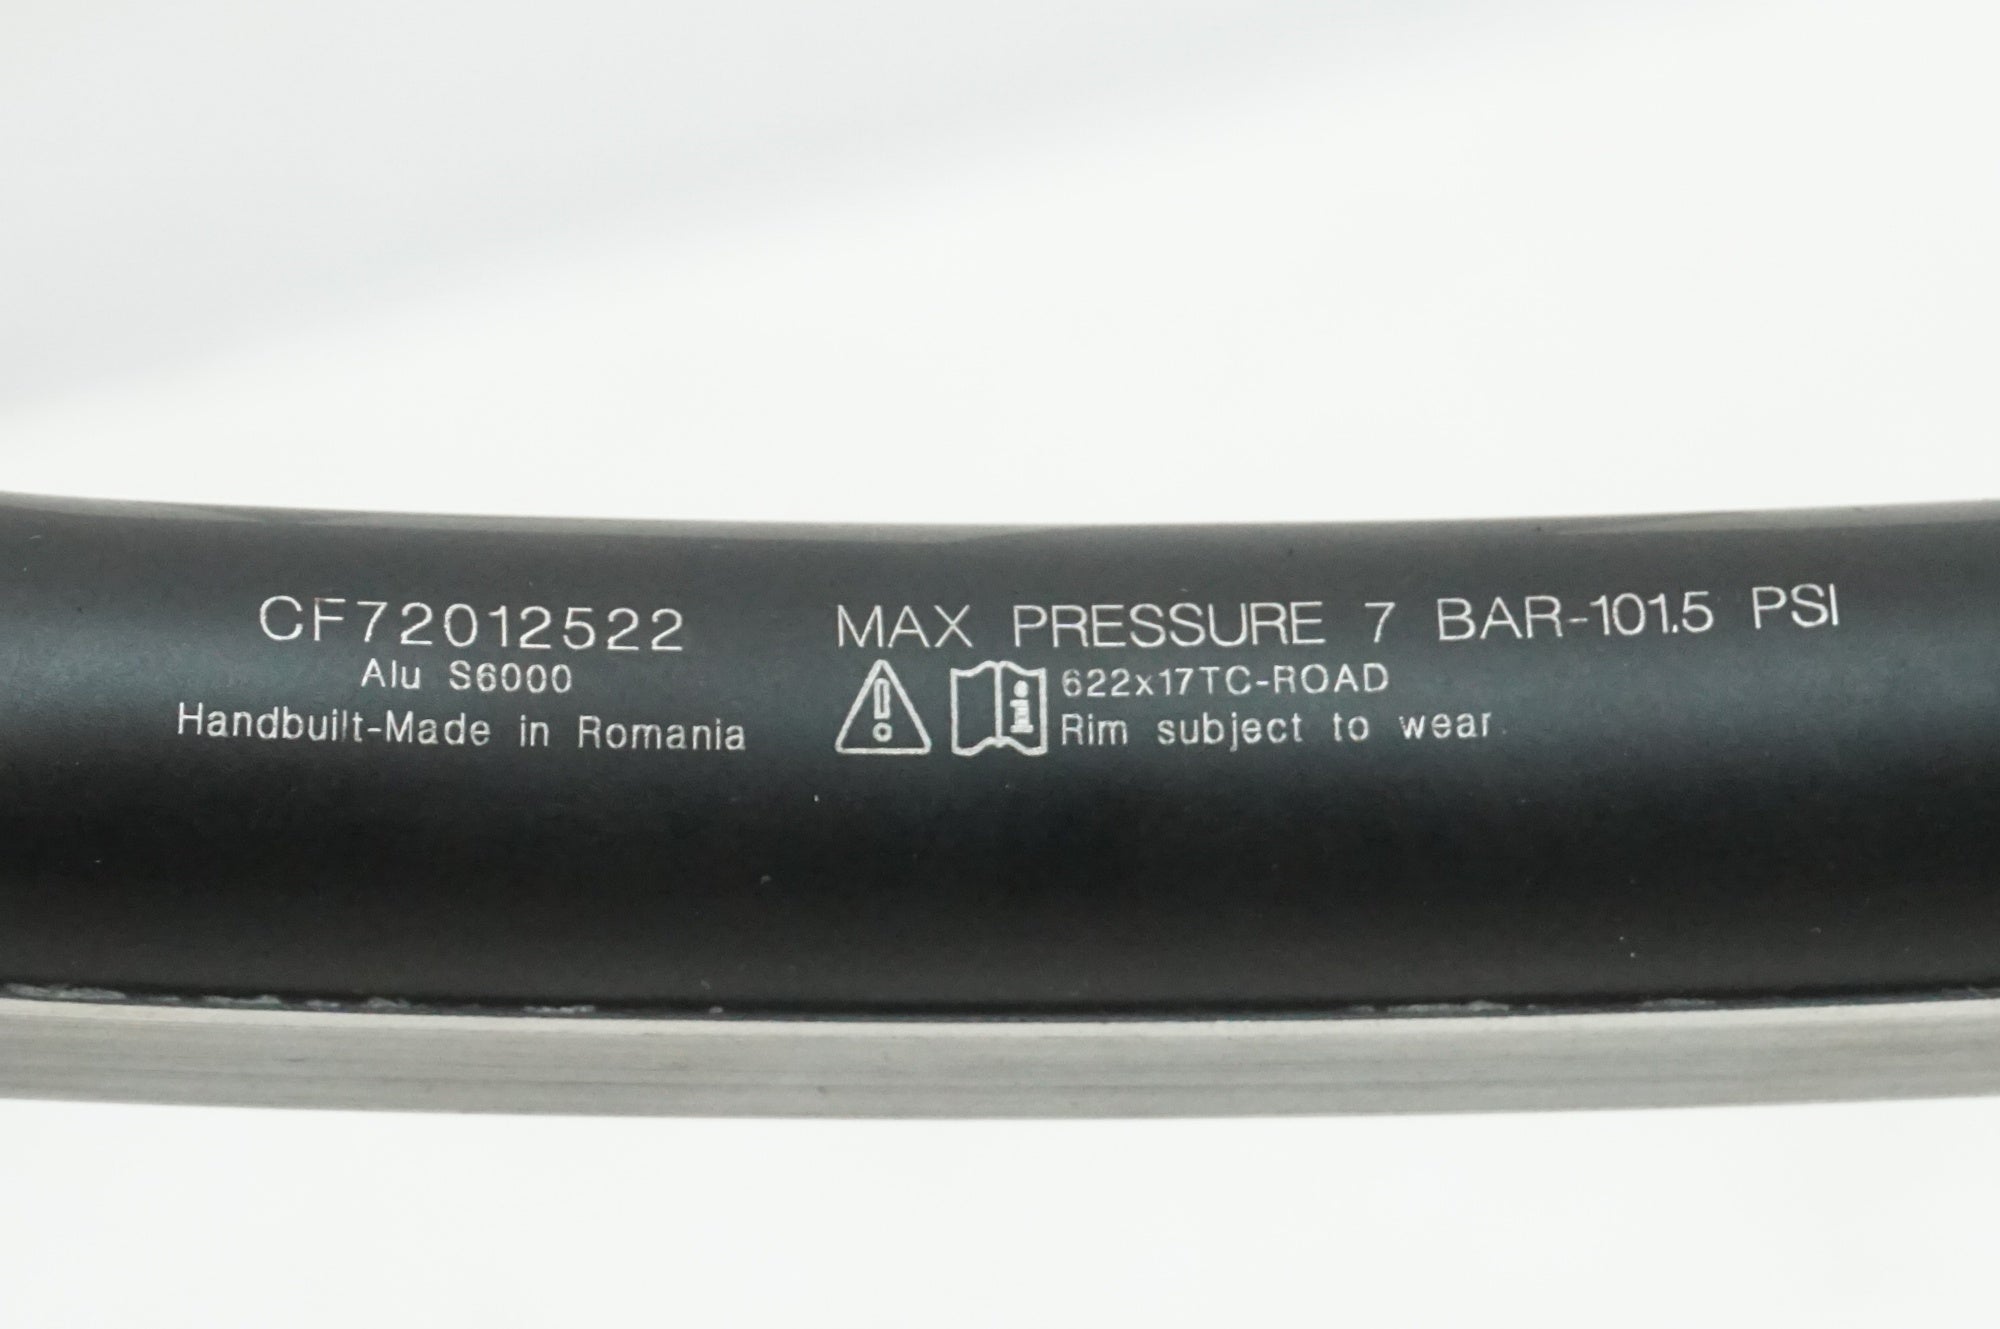 CF72012522
Alu S6000
Handbuilt-Made in Romania
MAX PRESSURE 7 BAR-101.5 PSI
622x17TC-ROAD
Rim subject to wear.